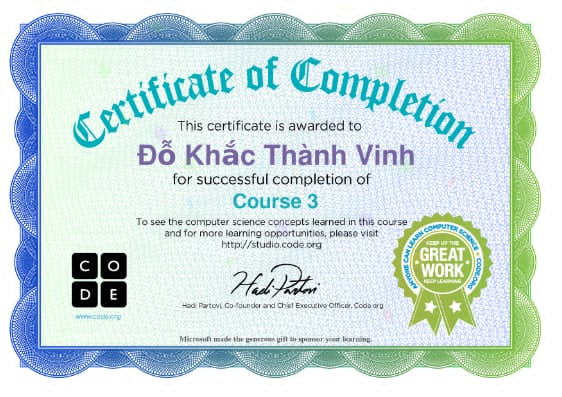 Certificate of Completion
This certificate is awarded to
Đỗ Khắc Thành Vinh
for successful completion of
Course 3
To see the computer science concepts learned in this course
and for more learning opportunities, please visit
http://studio.code.org
ANYONE CAN LEARN COMPUTER SCIENCE • CODE.ORG •
KEEP UP THE
GREAT
WORK
KEEP LEARNING
C O
D E
www.code.org
Hadi Partovi
Hadi Partovi, Co-founder and Chief Executive Officer, Code.org
Microsoft made the generous gift to sponsor your learning.